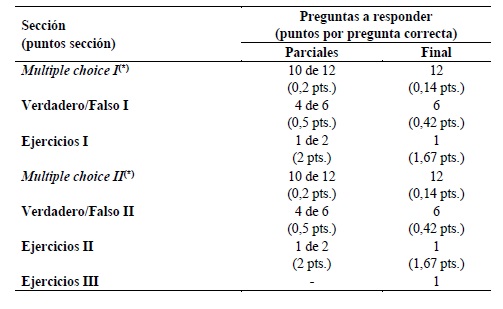 Sección
(puntos sección)
Preguntas a responder
(puntos por pregunta correcta)
Parciales Final
Multiple choice I(*) 10 de 12 12
(0,2 pts.) (0,14 pts.)
Verdadero/Falso I 4 de 6 6
(0,5 pts.) (0,42 pts.)
Ejercicios I 1 de 2 1
(2 pts.) (1,67 pts.)
Multiple choice II(*) 10 de 12 12
(0,2 pts.) (0,14 pts.)
Verdadero/Falso II 4 de 6 6
(0,5 pts.) (0,42 pts.)
Ejercicios II 1 de 2 1
(2 pts.) (1,67 pts.)
Ejercicios III - 1